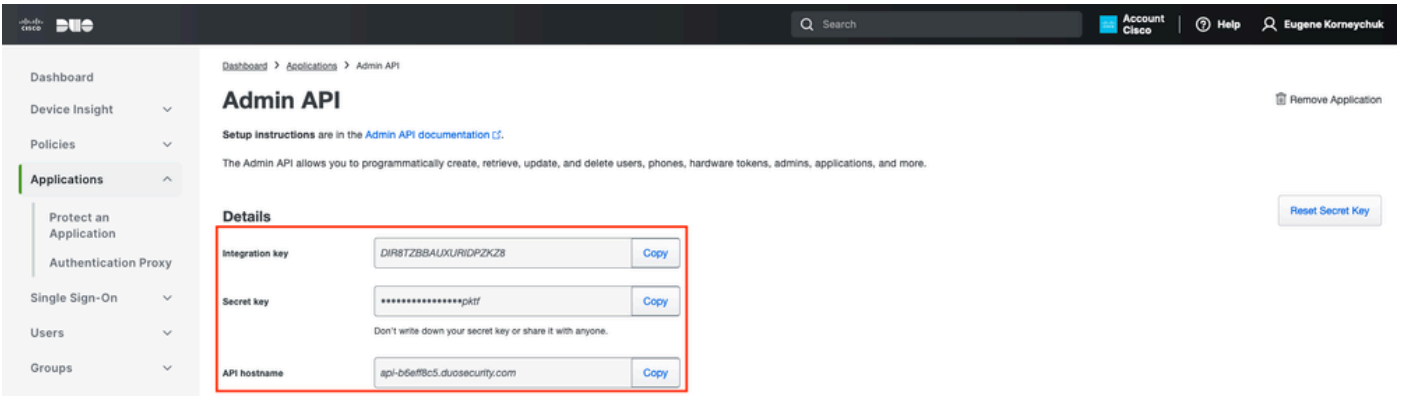 cisco DUO Search Account Cisco Help Eugene Korneychuk
Dashboard
Device Insight
Policies
Applications
Protect an
Application
Authentication Proxy
Single Sign-On
Users
Groups
Dashboard > Applications > Admin API
Admin API
Remove Application
Setup instructions are in the Admin API documentation.
The Admin API allows you to programmatically create, retrieve, update, and delete users, phones, hardware tokens, admins, applications, and more.
Reset Secret Key
Details
Integration key DIR8TZBBAUXURIDPZKZ8 Copy
Secret key ••••••••••••••••pktf Copy
Don't write down your secret key or share it with anyone.
API hostname api-b6eff8c5.duosecurity.com Copy